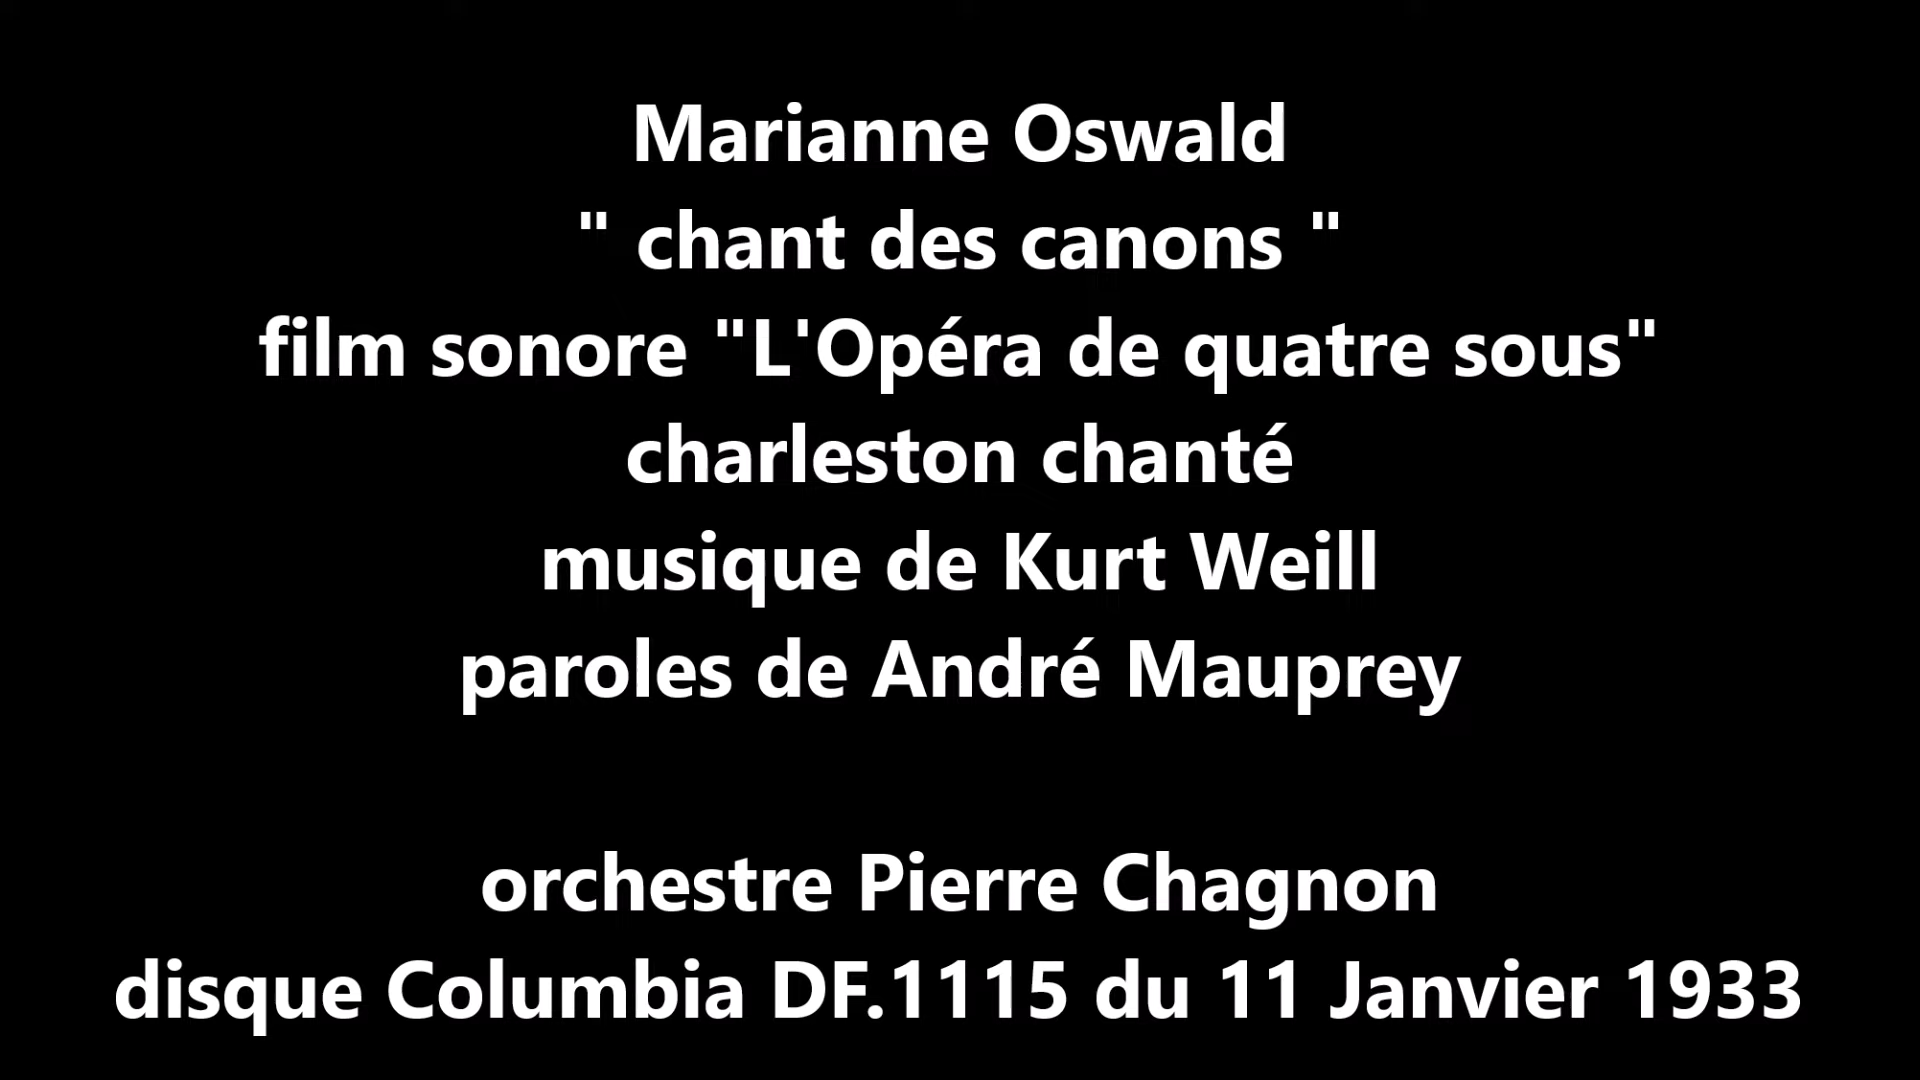 Marianne Oswald
" chant des canons "
film sonore "L'Opéra de quatre sous"
charleston chanté
musique de Kurt Weill
paroles de André Mauprey
orchestre Pierre Chagnon
disque Columbia DF.1115 du 11 Janvier 1933